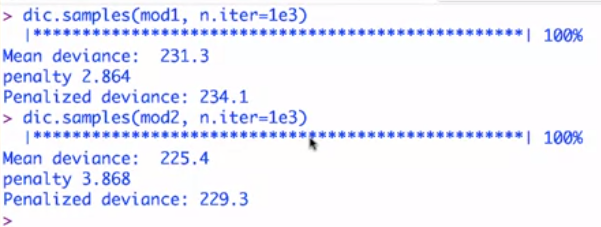 > dic.samples(mod1, n.iter=1e3)
|**************************************************| 100%
Mean deviance:  231.3
penalty 2.864
Penalized deviance: 234.1
> dic.samples(mod2, n.iter=1e3)
|**************************************************| 100%
Mean deviance:  225.4
penalty 3.868
Penalized deviance: 229.3
>